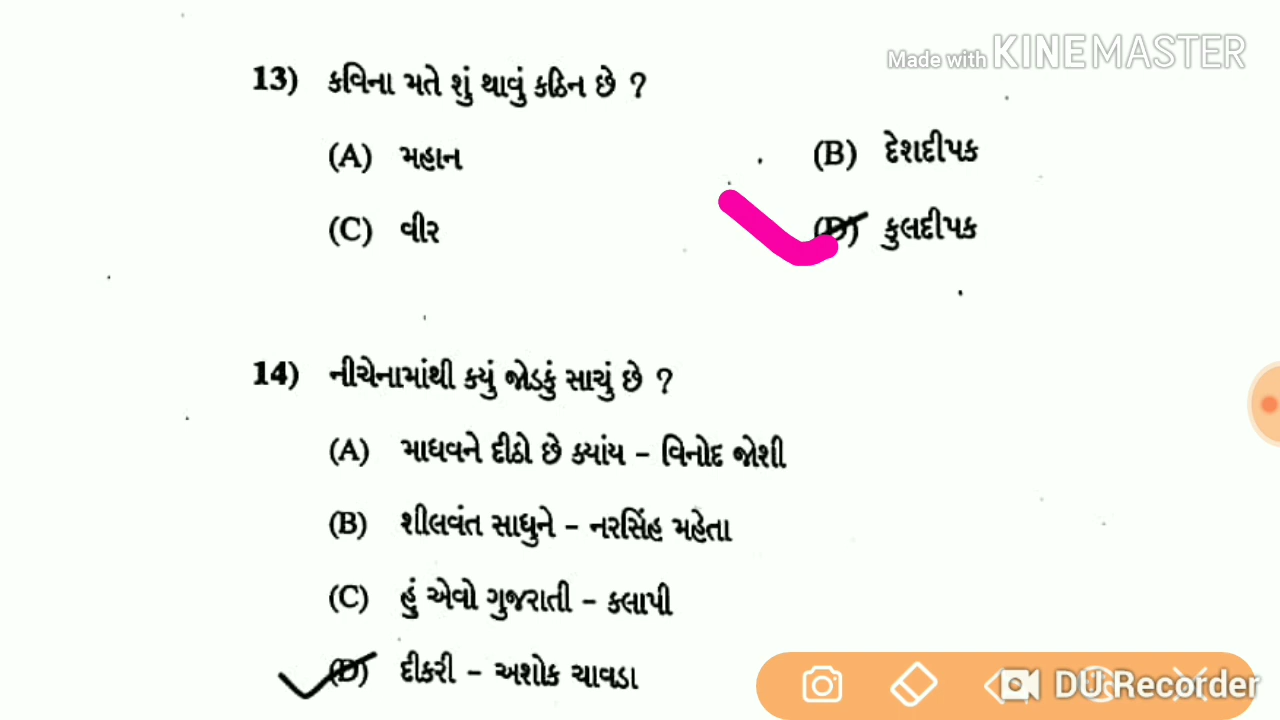 Made with KINEMASTER
13) કવિના મતે શું થાવું કઠિન છે ?
(A) મહાન
(B) દેશદીપક
(C) વીર
(D) કુલદીપક
14) નીચેનામાંથી ક્યું જોડકું સાચું છે ?
(A) માધવને દીઠો છે ક્યાંય - વિનોદ જોશી
(B) શીલવંત સાધુને - નરસિંહ મહેતા
(C) હું એવો ગુજરાતી - કલાપી
(D) દીકરી - અશોક ચાવડા
DU Recorder